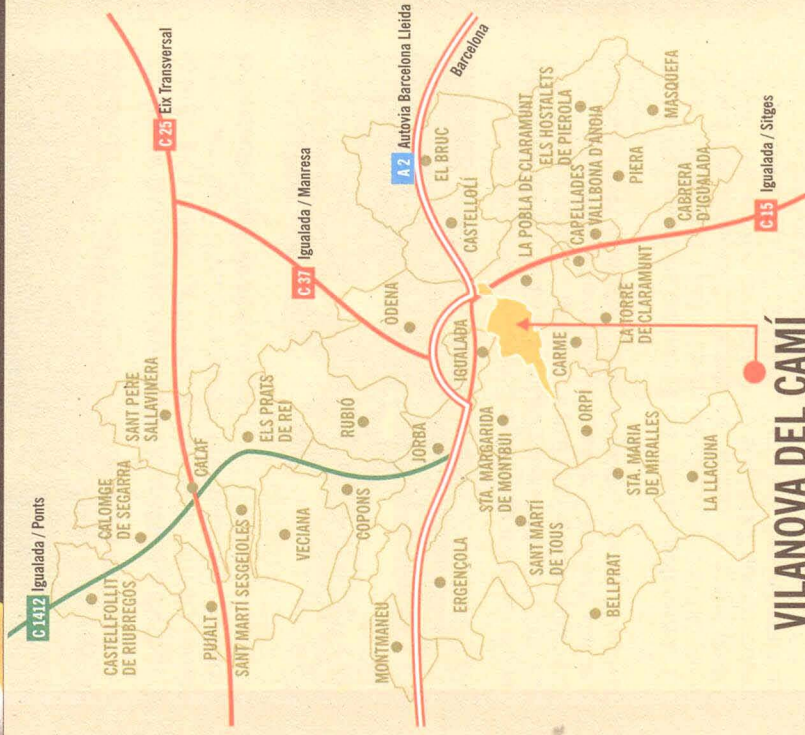 C 1412 Igualada / Ponts
C 25 Eix Transversal
C 37 Igualada / Manresa
A 2 Autovia Barcelona Lleida
Barcelona
C 15 Igualada / Sitges
CASTELLFOLLIT
DE RIUBREGOS
CALONGE
DE SEGARRA
SANT PERE
SALLAVINERA
PUJALT
CALAF
SANT MARTÍ SESGEIOLES
ELS PRATS
DE REI
VECIANA
COPONS
RUBIÓ
JORBA
ÒDENA
MONTMANEU
ERGENÇOLA
IGUALADA
CASTELLOLÍ
EL BRUC
STA. MARGARIDA
DE MONTBUI
SANT MARTÍ
DE TOUS
BELLPRAT
ORPÍ
CARME
STA. MARIA
DE MIRALLES
LA LLACUNA
LA TORRE
DE CLARAMUNT
LA POBLA DE CLARAMUNT
CAPELLADES
VALLBONA D'ANOIA
ELS HOSTALETS
DE PIEROLA
PIERA
MASQUEFA
CABRERA
D'IGUALADA
VILANOVA DEL CAMÍ